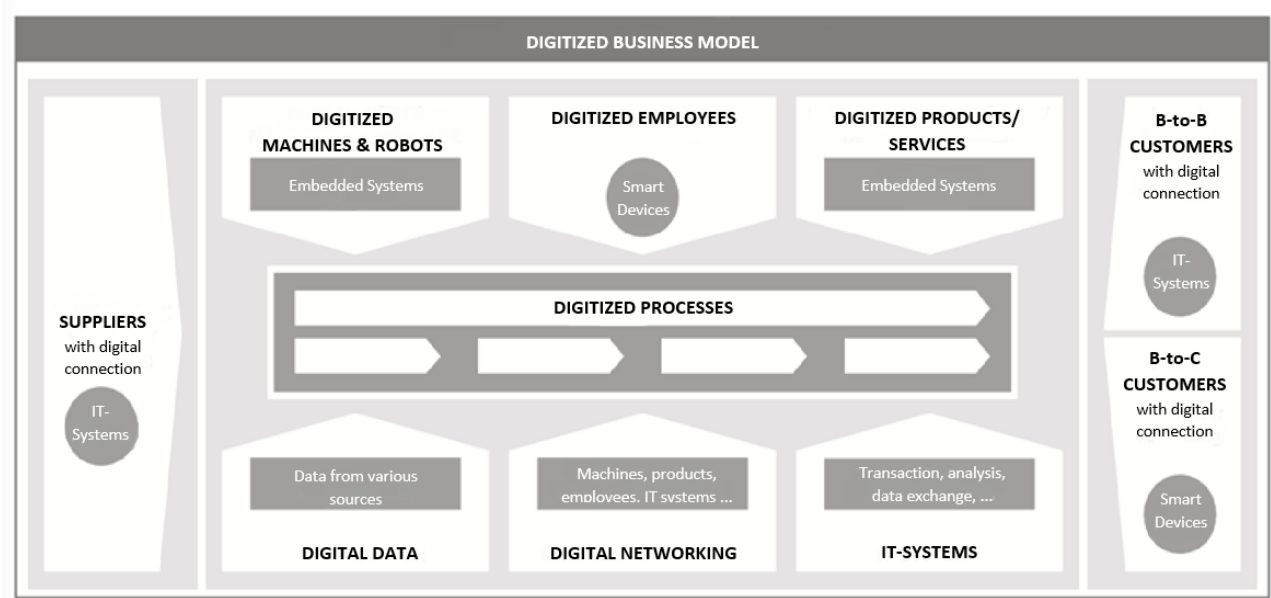 DIGITIZED BUSINESS MODEL
SUPPLIERS
with digital
connection
IT-
Systems
DIGITIZED
MACHINES & ROBOTS
Embedded Systems
DIGITIZED EMPLOYEES
Smart
Devices
DIGITIZED PRODUCTS/
SERVICES
Embedded Systems
DIGITIZED PROCESSES
Data from various
sources
DIGITAL DATA
Machines, products,
employees, IT systems ...
DIGITAL NETWORKING
Transaction, analysis,
data exchange, ...
IT-SYSTEMS
B-to-B
CUSTOMERS
with digital
connection
IT-
Systems
B-to-C
CUSTOMERS
with digital
connection
Smart
Devices